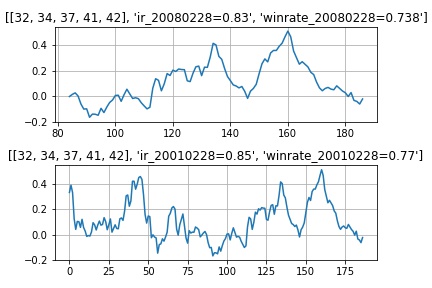 [[32, 34, 37, 41, 42], 'ir_20080228=0.83', 'winrate_20080228=0.738']
0.4
0.2
0.0
−0.2
80 100 120 140 160 180
[[32, 34, 37, 41, 42], 'ir_20010228=0.85', 'winrate_20010228=0.77']
0.4
0.2
0.0
−0.2
0 25 50 75 100 125 150 175